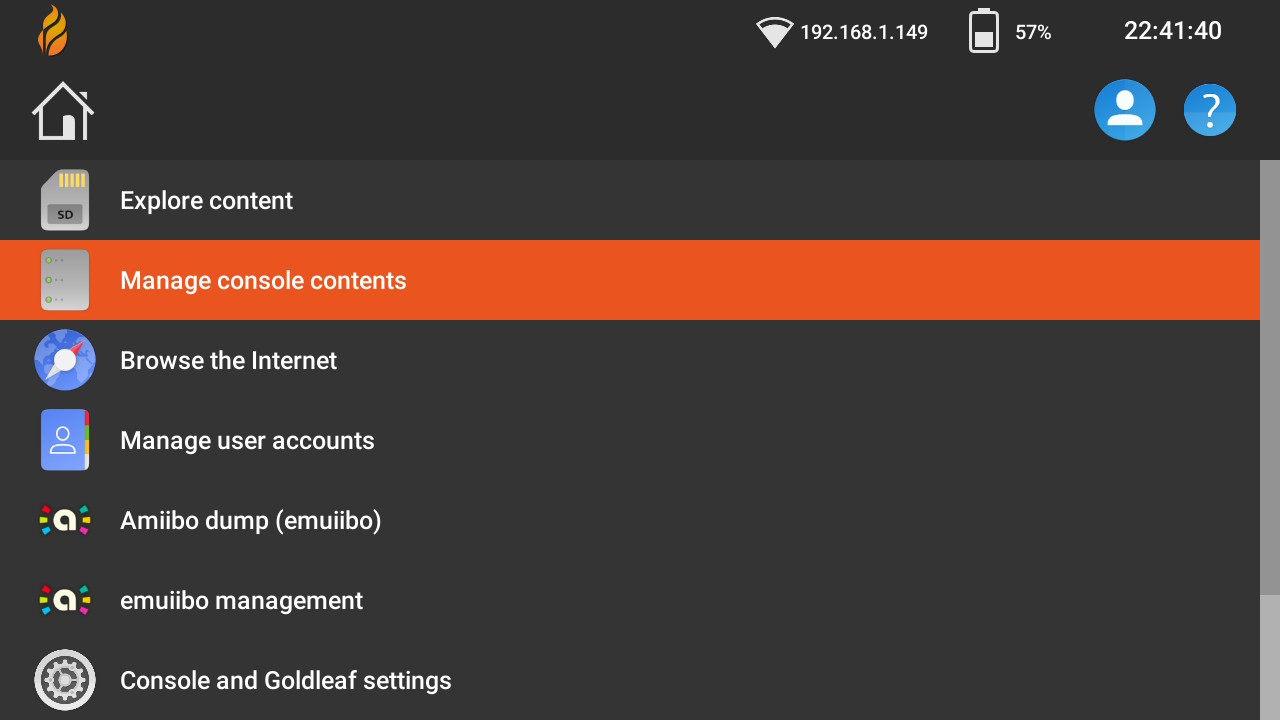 192.168.1.149
57%
22:41:40
?
SD
Explore content
Manage console contents
Browse the Internet
Manage user accounts
a
Amiibo dump (emuiibo)
a
emuiibo management
Console and Goldleaf settings